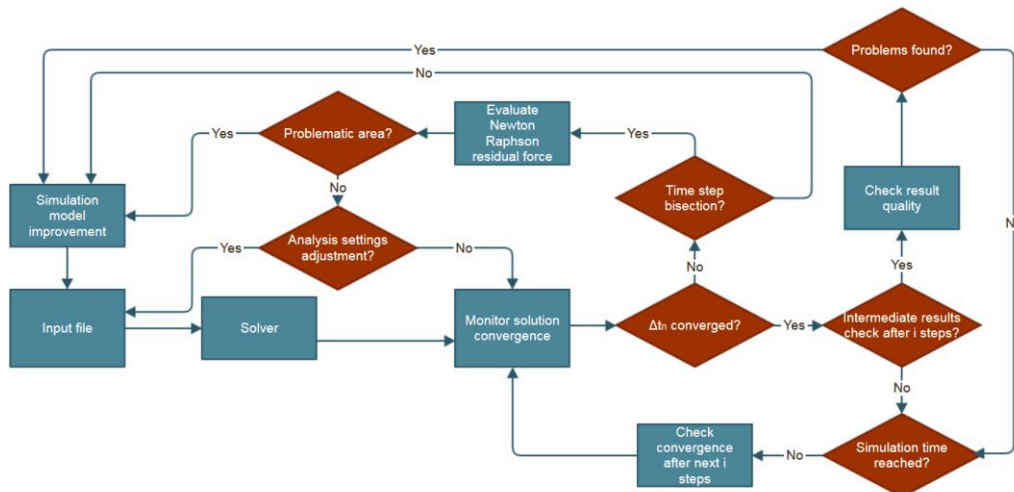 Yes
Problems found?
No
Evaluate
Newton
Raphson
residual force
Problematic area?
Yes
Yes
No
Simulation
model
improvement
Time step
bisection?
Check result
quality
Analysis settings
adjustment?
Yes
No
No
Yes
Input file
Solver
Monitor solution
convergence
Δtn converged?
Yes
Intermediate results
check after i steps?
No
Check
convergence
after next i
steps
No
Simulation time
reached?